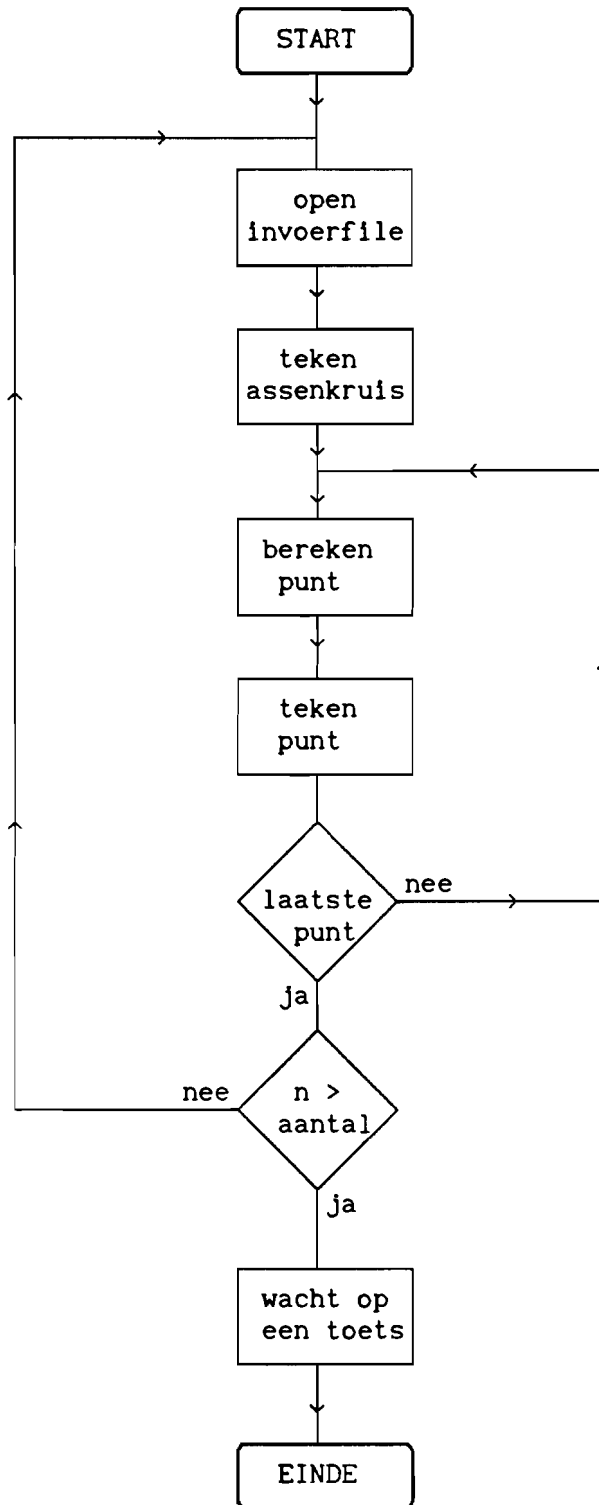 START
open
invoerfile
teken
assenkruis
bereken
punt
teken
punt
laatste
punt
nee
ja
n >
aantal
nee
ja
wacht op
een toets
EINDE